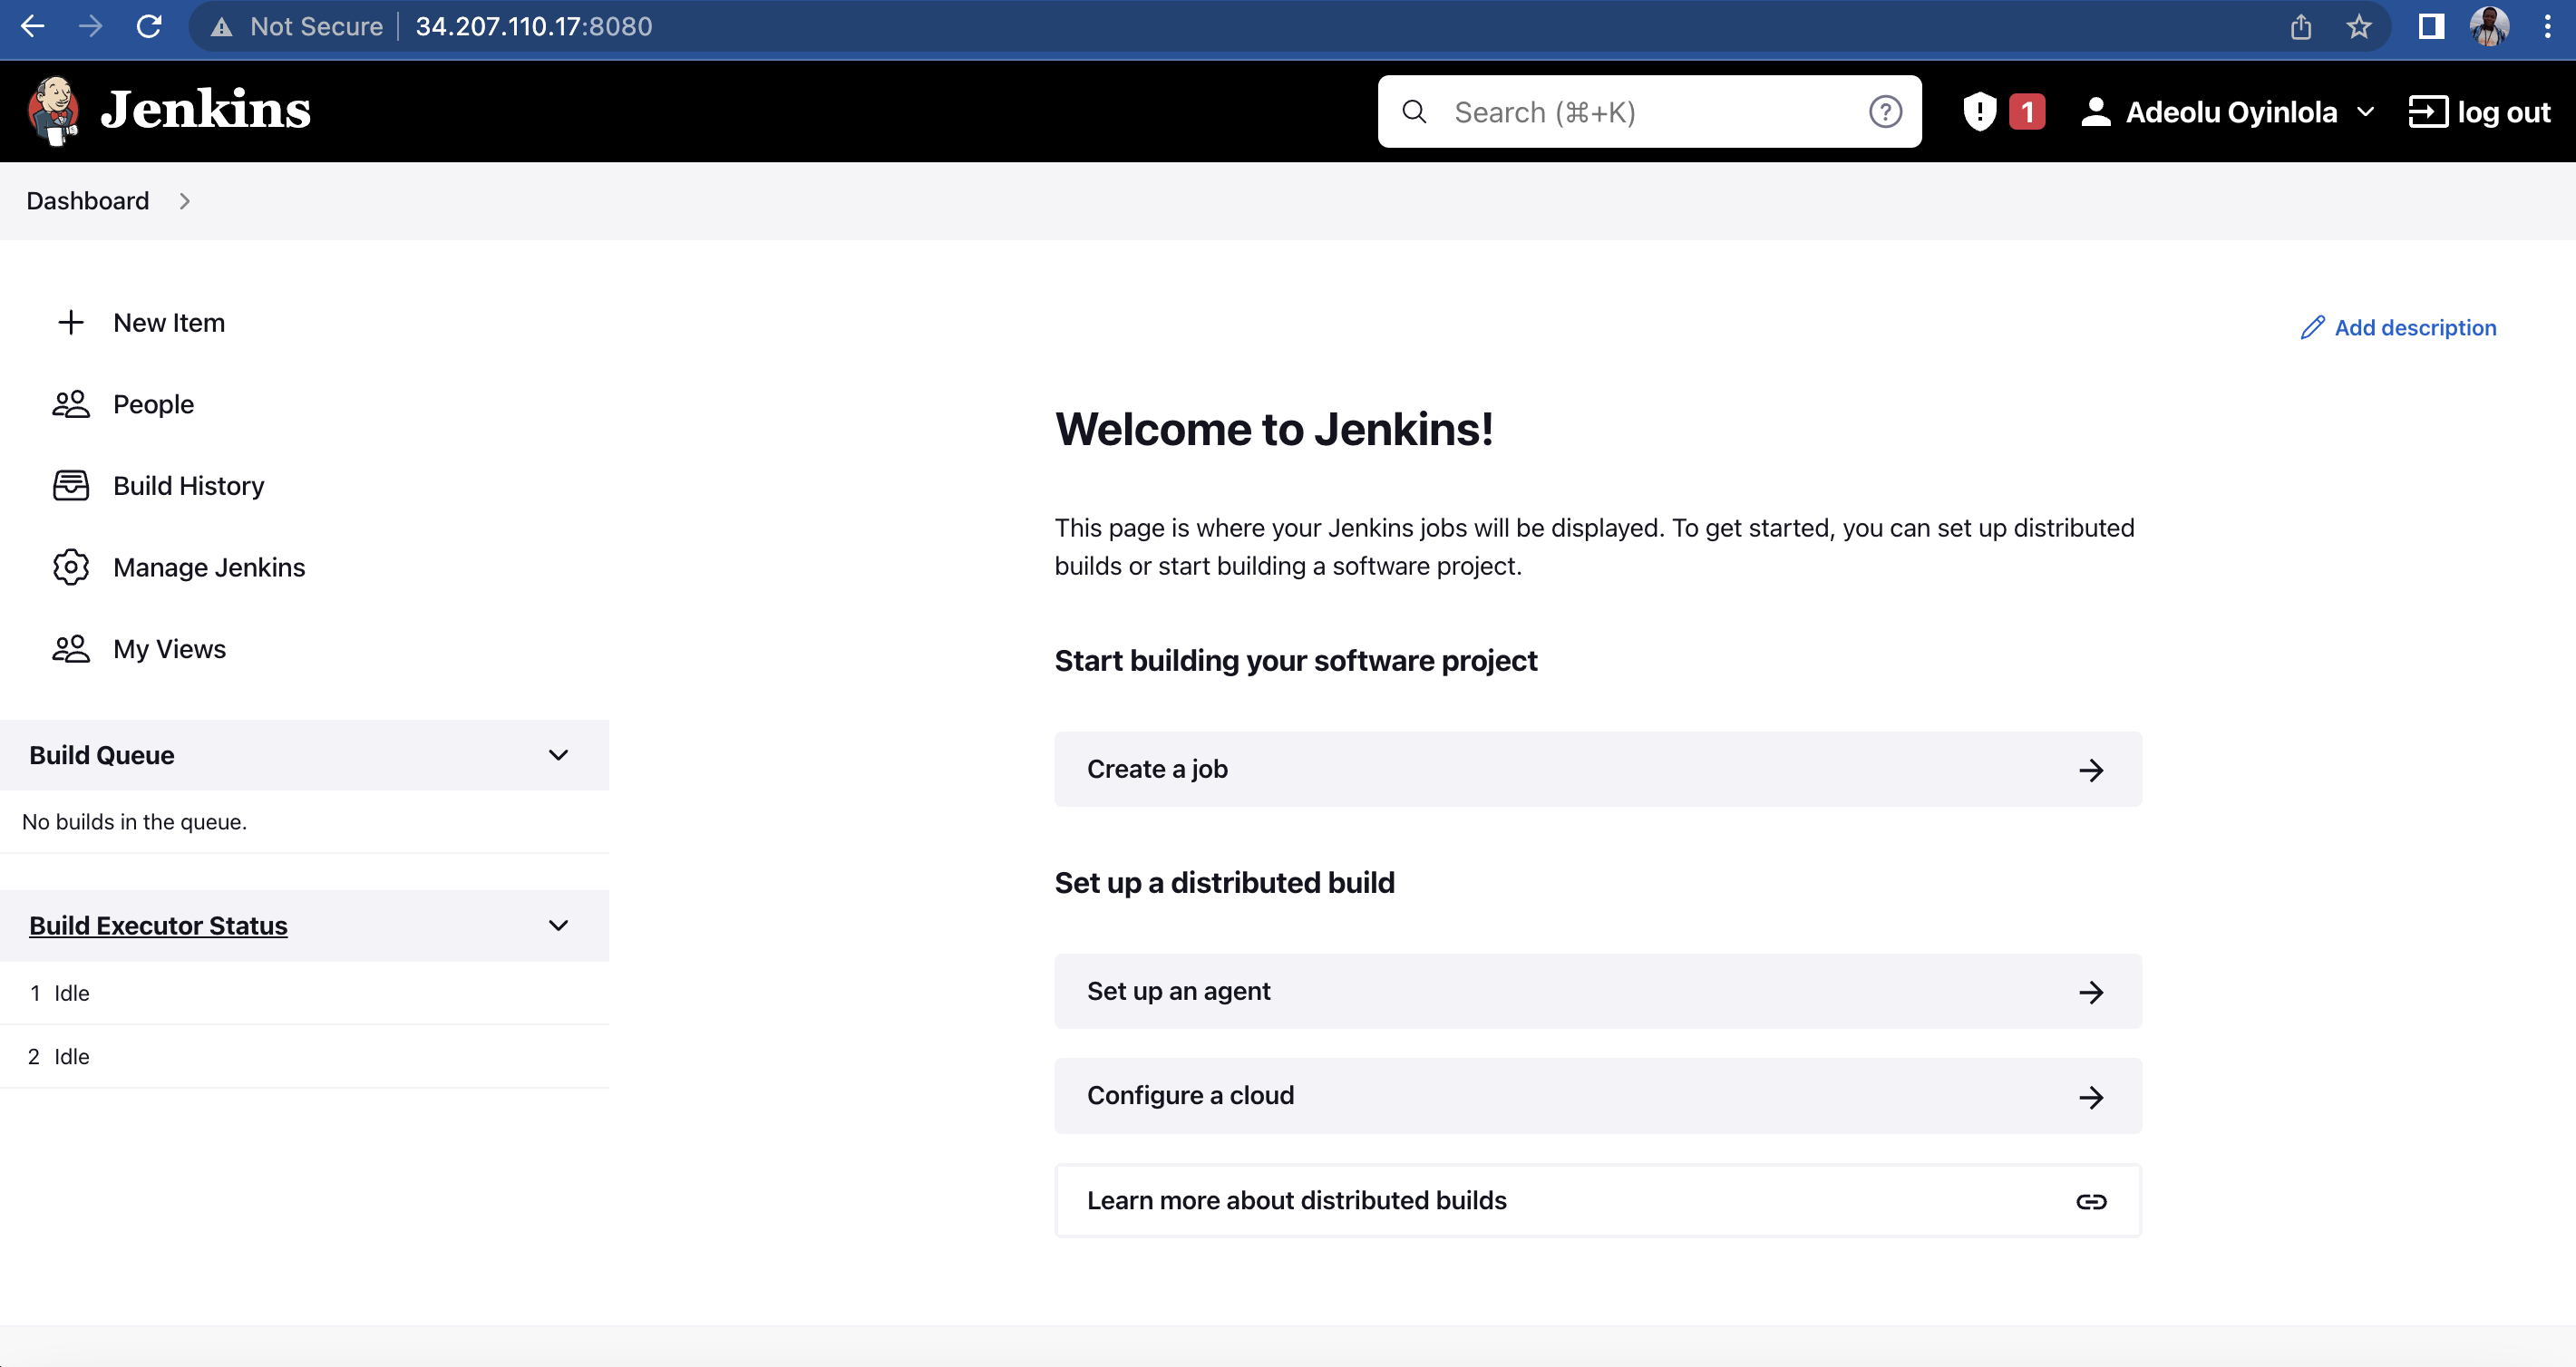 Not Secure | 34.207.110.17:8080
Jenkins
Search (⌘+K)
1
Adeolu Oyinlola
log out
Dashboard
New Item
People
Build History
Manage Jenkins
My Views
Build Queue
No builds in the queue.
Build Executor Status
1 Idle
2 Idle
Add description
Welcome to Jenkins!
This page is where your Jenkins jobs will be displayed. To get started, you can set up distributed
builds or start building a software project.
Start building your software project
Create a job
Set up a distributed build
Set up an agent
Configure a cloud
Learn more about distributed builds